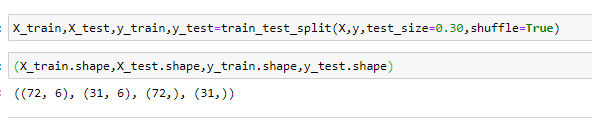 X_train,X_test,y_train,y_test=train_test_split(X,y,test_size=0.30,shuffle=True)
(X_train.shape,X_test.shape,y_train.shape,y_test.shape)
((72, 6), (31, 6), (72,), (31,))